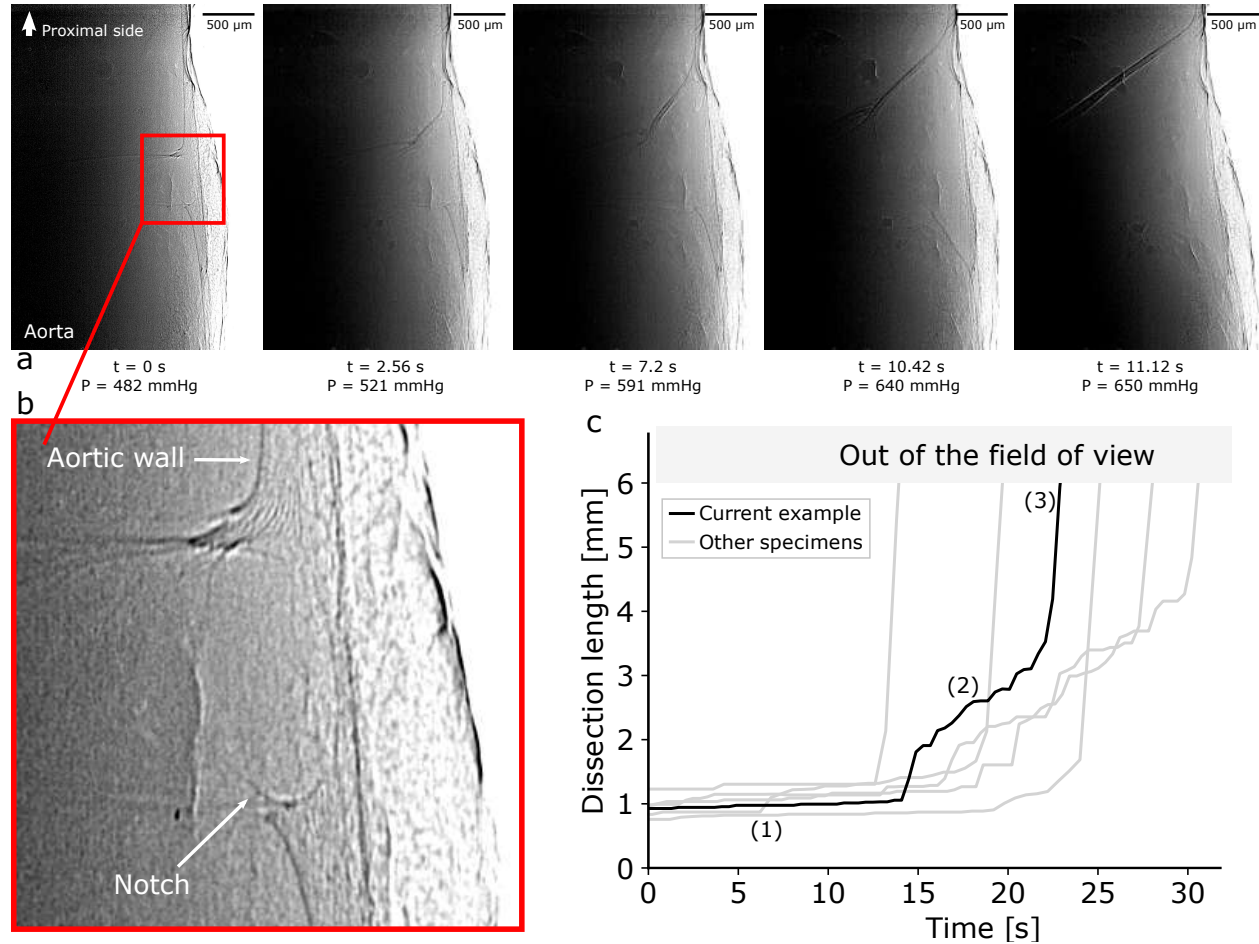 Proximal side
500 µm
500 µm
500 µm
500 µm
500 µm
Aorta
a
t = 0 s
P = 482 mmHg
t = 2.56 s
P = 521 mmHg
t = 7.2 s
P = 591 mmHg
t = 10.42 s
P = 640 mmHg
t = 11.12 s
P = 650 mmHg
b
Aortic wall
Notch
c
Out of the field of view
Current example
Other specimens
(1)
(2)
(3)
Dissection length [mm]
6
5
4
3
2
1
0
0
5
10
15
20
25
30
Time [s]